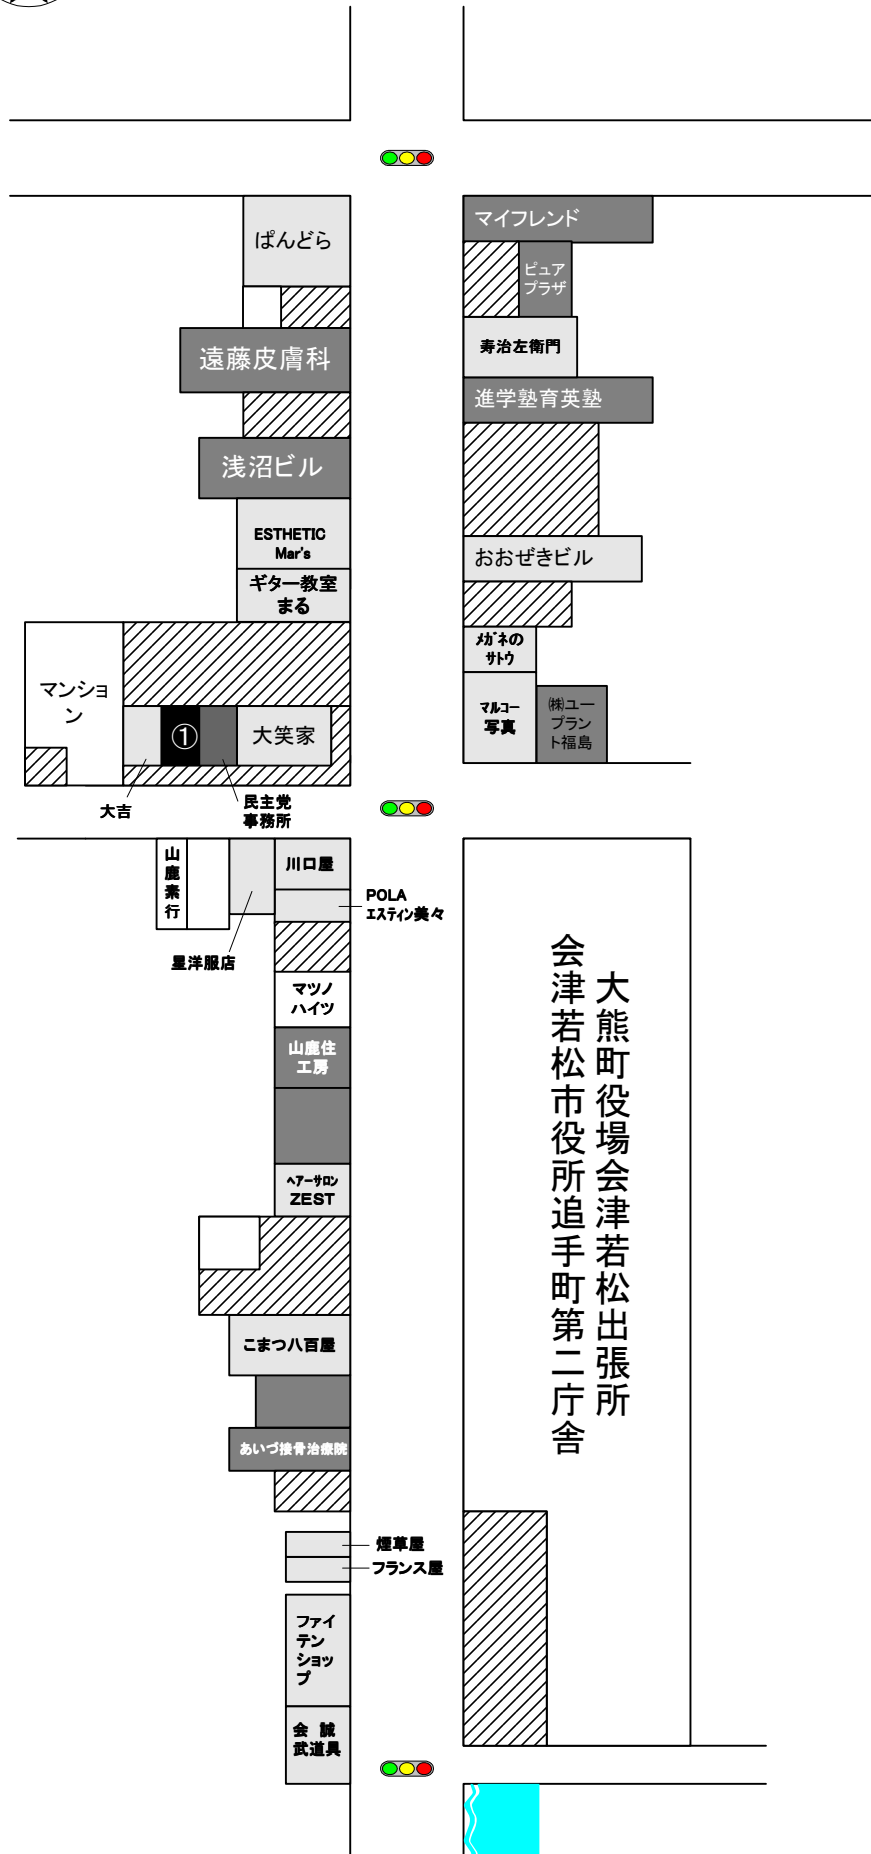 ぱんどら
マイフレンド
ピュア
プラザ
遠藤皮膚科
寿治左衛門
進学塾育英塾
浅沼ビル
ESTHETIC
Mar's
おおぜきビル
ギター教室
まる
メガネの
サトウ
マンショ
ン
①
大笑家
マルコー
写真
㈱ユー
プラン
ト福島
大吉
民主党
事務所
山鹿素行
川口屋
POLA
エスティン美々
星洋服店
マツノ
ハイツ
大熊町役場会津若松出張所
会津若松市役所追手町第二庁舎
山鹿住
工房
ヘアーサロン
ZEST
こまつ八百屋
あいづ接骨治療院
煙草屋
フランス屋
ファイ
テン
ショッ
プ
会 誠
武道具